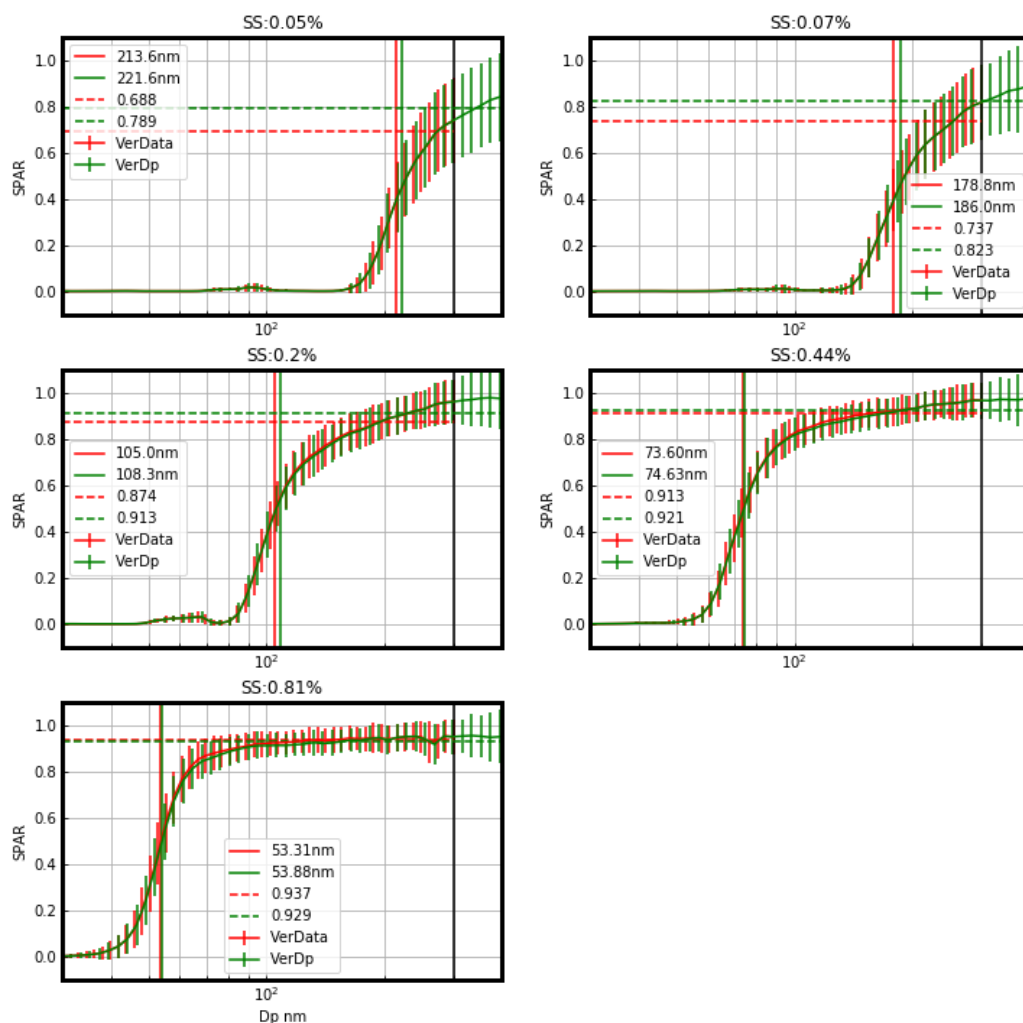 SS:0.05%
SPAR
1.0
0.8
0.6
0.4
0.2
0.0
213.6nm
221.6nm
0.688
0.789
VerData
VerDp
10²
SS:0.07%
SPAR
1.0
0.8
0.6
0.4
0.2
0.0
178.8nm
186.0nm
0.737
0.823
VerData
VerDp
10²
SS:0.2%
SPAR
1.0
0.8
0.6
0.4
0.2
0.0
105.0nm
108.3nm
0.874
0.913
VerData
VerDp
10²
SS:0.44%
SPAR
1.0
0.8
0.6
0.4
0.2
0.0
73.60nm
74.63nm
0.913
0.921
VerData
VerDp
10²
SS:0.81%
SPAR
1.0
0.8
0.6
0.4
0.2
0.0
53.31nm
53.88nm
0.937
0.929
VerData
VerDp
10²
Dp nm